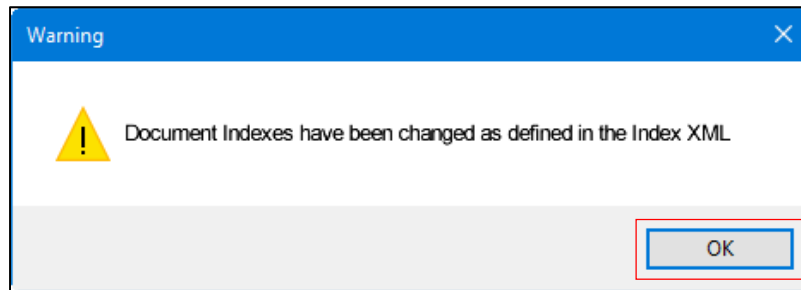 Warning
Document Indexes have been changed as defined in the Index XML
OK